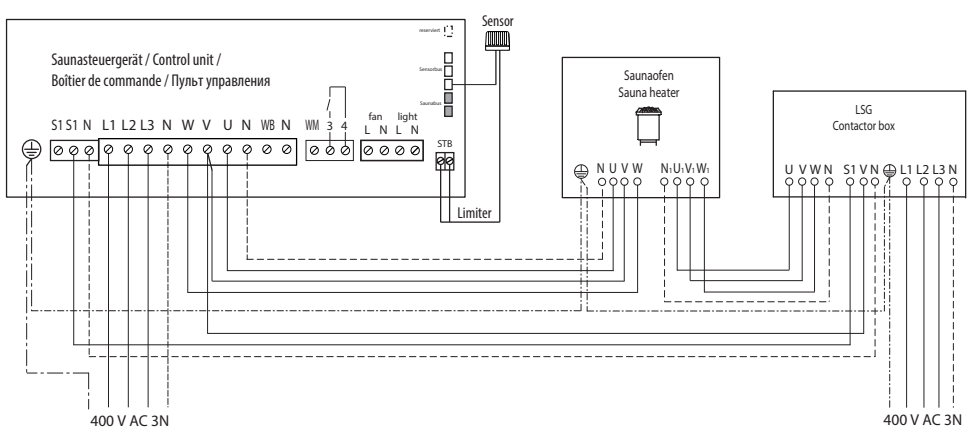 Sensor
reserviert
Saunasteuergerät / Control unit /
Boîtier de commande / Пульт управления
Sensorbus
Saunabus
S1 S1 N L1 L2 L3 N W V U N WB N
WM 3 4
fan light
L N L N
STB
Limiter
Saunaofen
Sauna heater
N U V W N1 U1 V1 W1
LSG
Contactor box
U V W N S1 V N L1 L2 L3 N
400 V AC 3N
400 V AC 3N